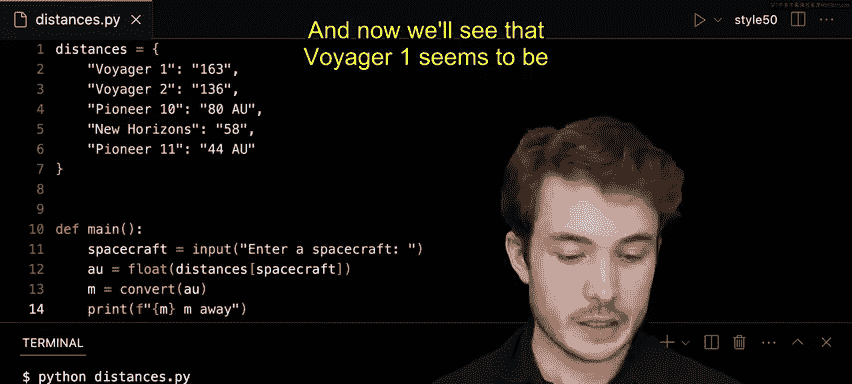 distances.py
style50
And now we'll see that
Voyager 1 seems to be
1 distances = {
2 "Voyager 1": "163",
3 "Voyager 2": "136",
4 "Pioneer 10": "80 AU",
5 "New Horizons": "58",
6 "Pioneer 11": "44 AU"
7 }
8
9
10 def main():
11 spacecraft = input("Enter a spacecraft: ")
12 au = float(distances[spacecraft])
13 m = convert(au)
14 print(f"{m} m away")
TERMINAL
$ python distances.py